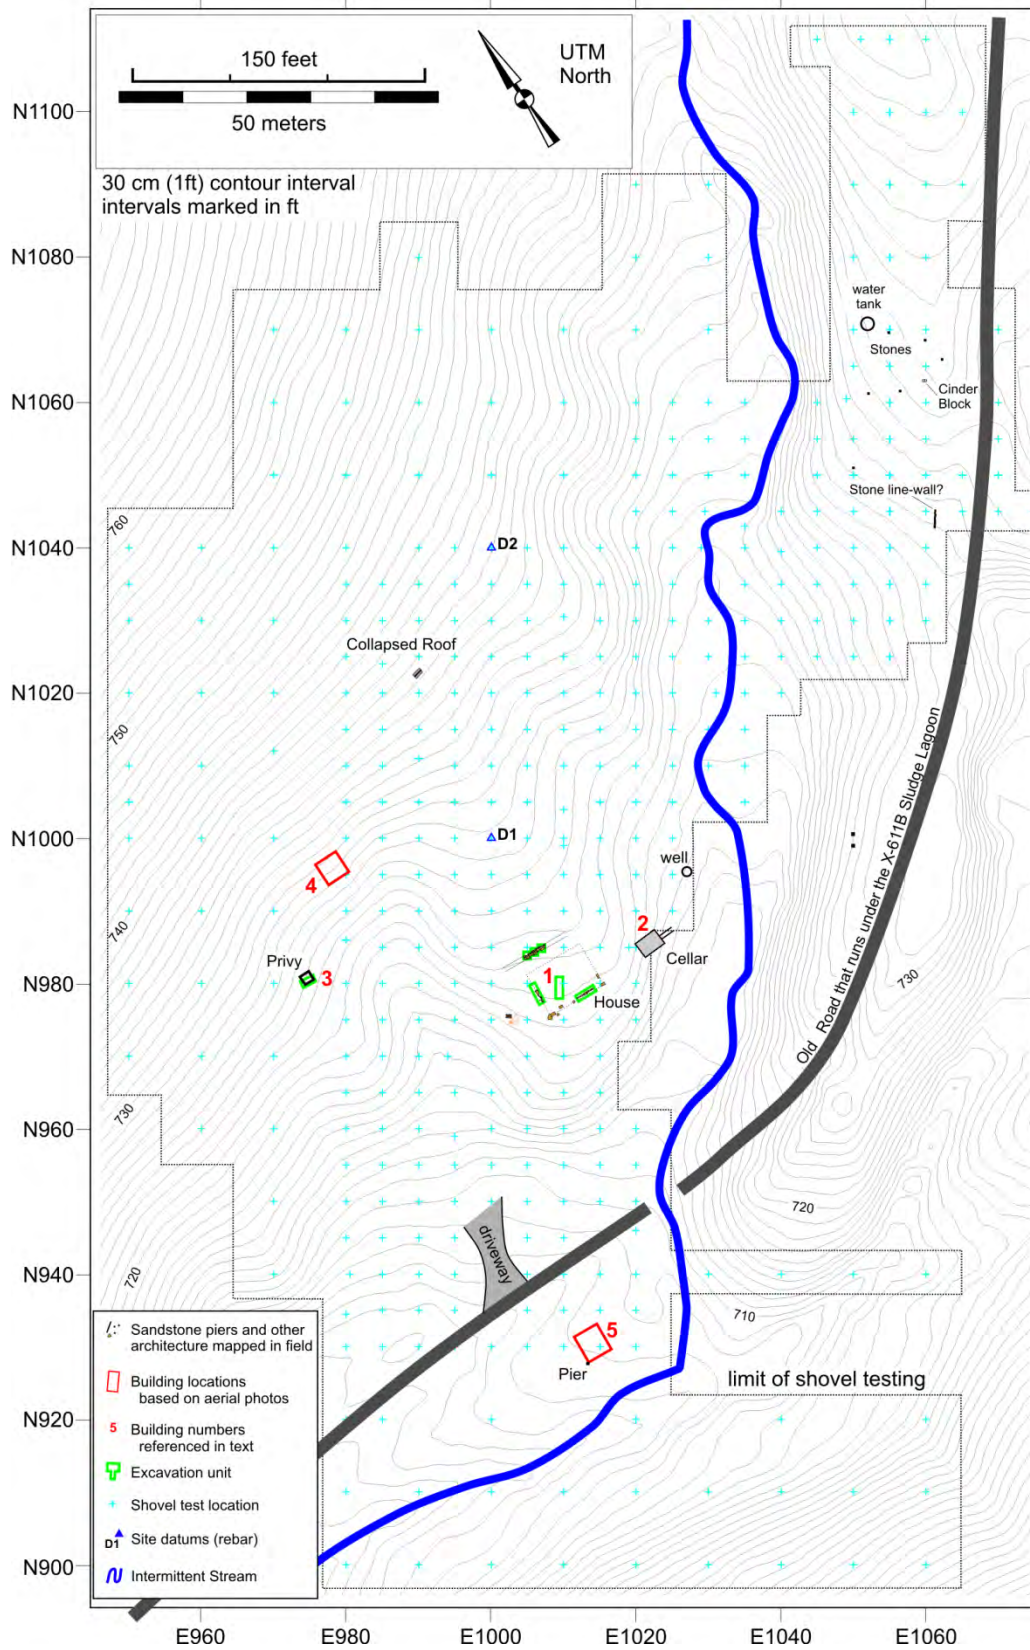 150 feet
50 meters
UTM
North
30 cm (1ft) contour interval
intervals marked in ft
N1100
N1080
water
tank
Stones
N1060
Cinder
Block
Stone line-wall?
760
N1040
D2
Collapsed Roof
N1020
750
Old Road that runs under the X-611B Sludge Lagoon
N1000
D1
well
4
740
2
Privy
3
1
Cellar
N980
House
730
N960
730
720
driveway
N940
720
710
5
Pier
limit of shovel testing
N920
N900
Sandstone piers and other
architecture mapped in field
Building locations
based on aerial photos
5 Building numbers
referenced in text
Excavation unit
Shovel test location
D1 Site datums (rebar)
Intermittent Stream
E960
E980
E1000
E1020
E1040
E1060